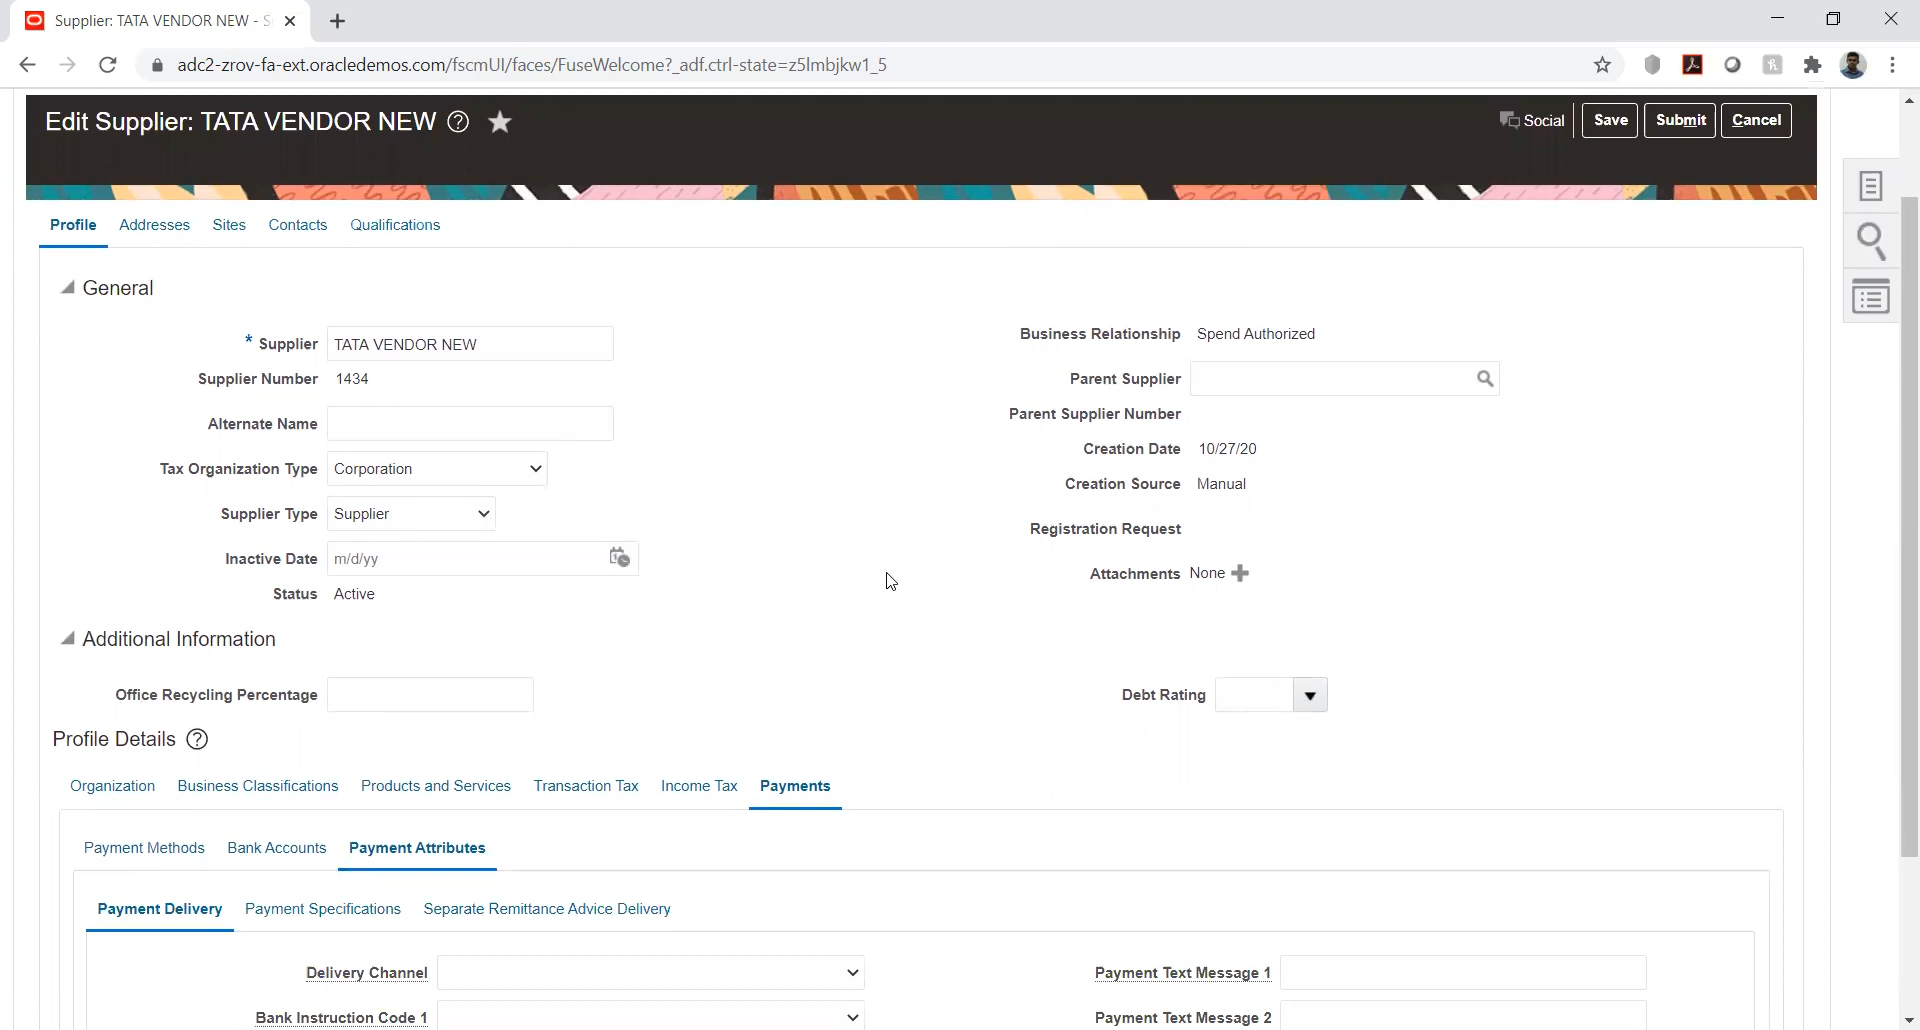 Supplier: TATA VENDOR NEW - S
adc2-zrov-fa-ext.oracledemos.com/fscmUI/faces/FuseWelcome?_adf.ctrl-state=z5lmbjkw1_5
Edit Supplier: TATA VENDOR NEW
Social Save Submit Cancel
Profile Addresses Sites Contacts Qualifications
General
* Supplier TATA VENDOR NEW
Supplier Number 1434
Alternate Name
Tax Organization Type Corporation
Supplier Type Supplier
Inactive Date m/d/yy
Status Active
Business Relationship Spend Authorized
Parent Supplier
Parent Supplier Number
Creation Date 10/27/20
Creation Source Manual
Registration Request
Attachments None
Additional Information
Office Recycling Percentage
Debt Rating
Profile Details
Organization Business Classifications Products and Services Transaction Tax Income Tax Payments
Payment Methods Bank Accounts Payment Attributes
Payment Delivery Payment Specifications Separate Remittance Advice Delivery
Delivery Channel
Payment Text Message 1
Bank Instruction Code 1
Payment Text Message 2